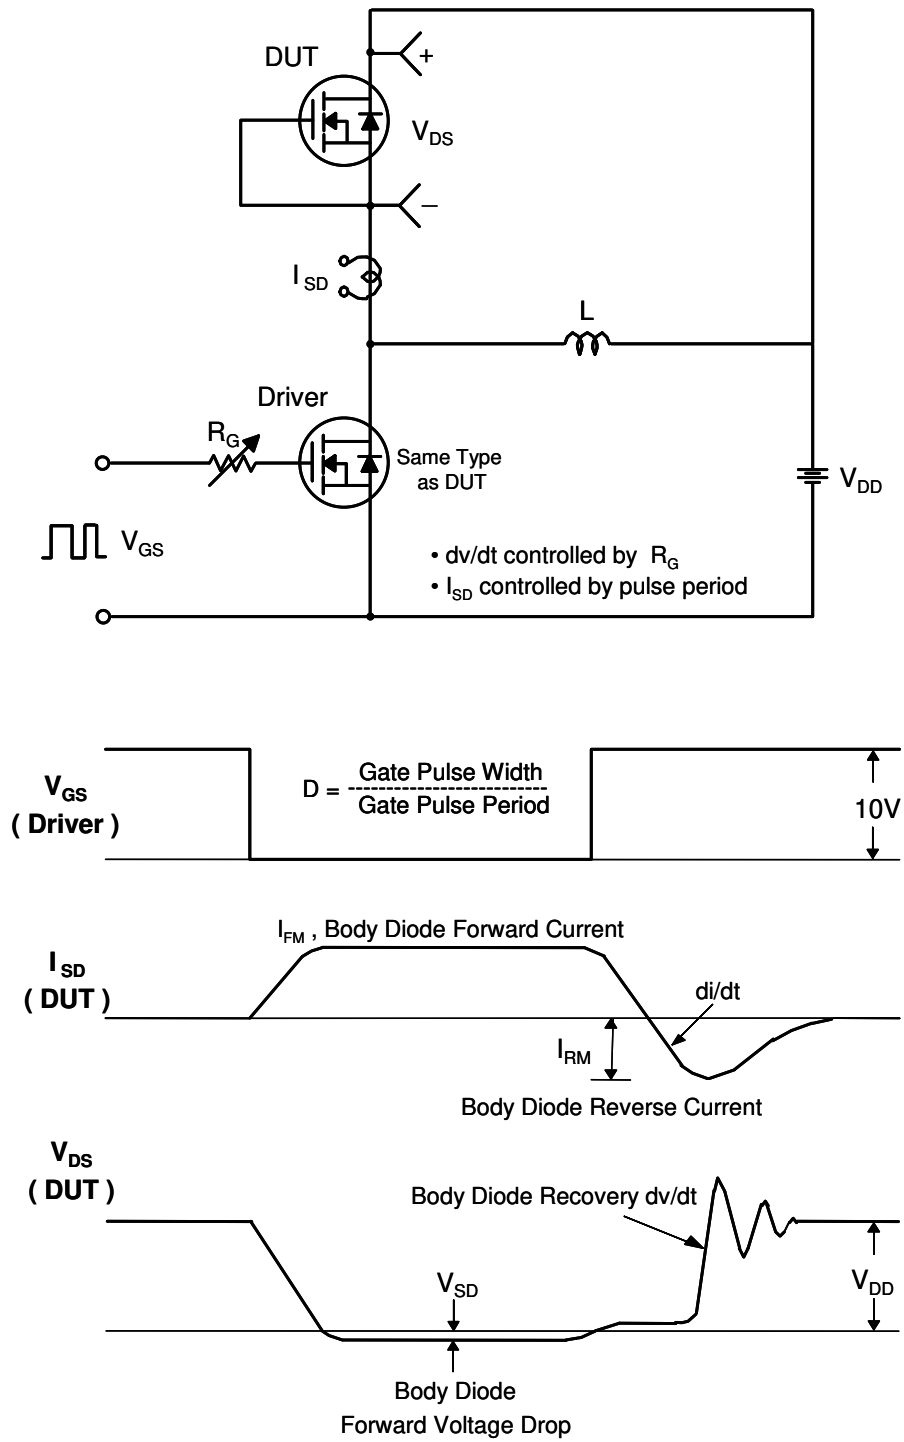 DUT
+
V_DS
−
I_SD
L
Driver
R_G
Same Type
as DUT
V_DD
V_GS
• dv/dt controlled by R_G
• I_SD controlled by pulse period
V_GS
( Driver )
D = Gate Pulse Width
Gate Pulse Period
10V
I_FM , Body Diode Forward Current
I_SD
( DUT )
di/dt
I_RM
Body Diode Reverse Current
V_DS
( DUT )
Body Diode Recovery dv/dt
V_SD
V_DD
Body Diode
Forward Voltage Drop